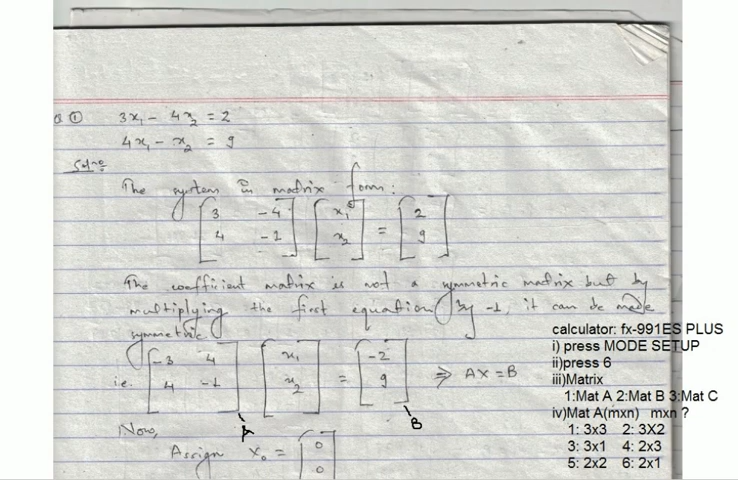 Q ① 3x₁ - 4x₂ = 2
4x₁ - x₂ = 9
Soln:
The system in matrix form:
[3 -4; 4 -1] [x₁; x₂] = [2; 9]
The coefficient matrix is not a symmetric matrix but by
multiplying the first equation by -1, it can be made
symmetric.
i.e. [-3 4; 4 -1] [x₁; x₂] = [-2; 9] ⇒ AX = B
A B
Now,
Assign X₀ = [0; 0
calculator: fx-991ES PLUS
i) press MODE SETUP
ii)press 6
iii)Matrix
1:Mat A 2:Mat B 3:Mat C
iv)Mat A(mxn) mxn ?
1: 3x3 2: 3X2
3: 3x1 4: 2x3
5: 2x2 6: 2x1